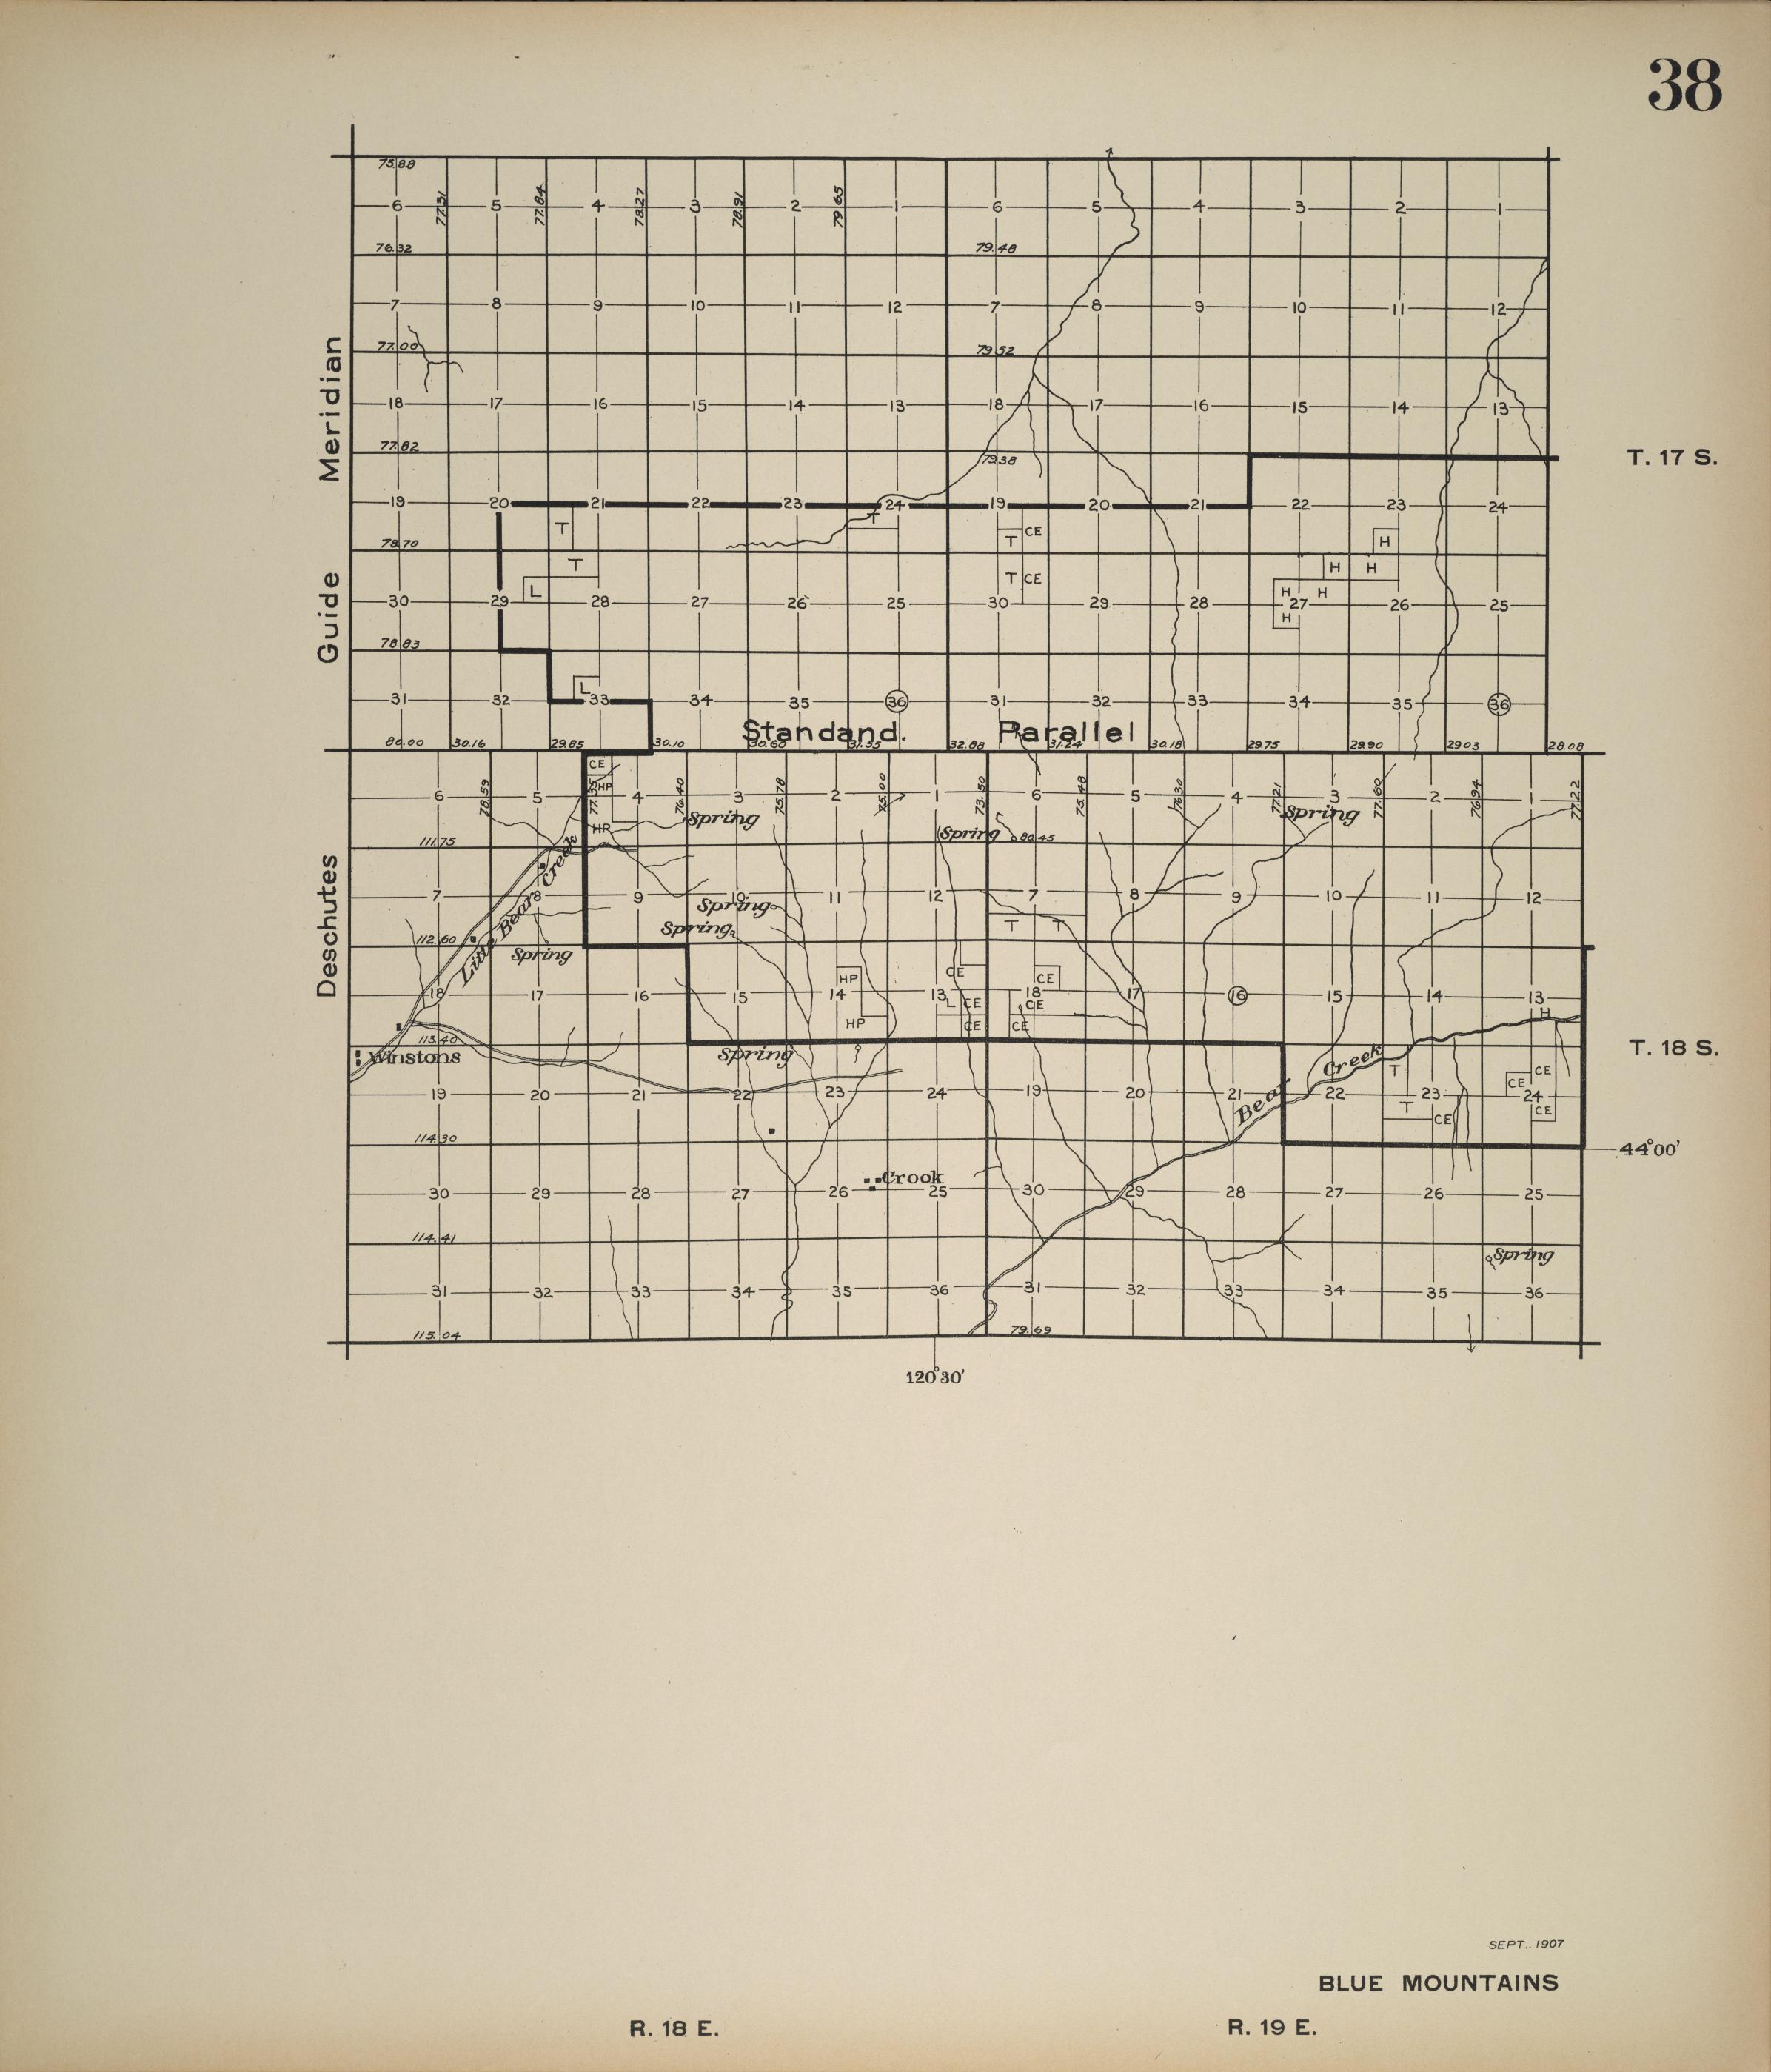 38
75.88
6 77.31 5 77.84 4 78.27 3 78.91 2 79.65 1 6 5 4 3 2 1
76.32 79.48
7 8 9 10 11 12 7 8 9 10 11 12
77.00 79.52
18 17 16 15 14 13 18 17 16 15 14 13
77.82 79.38
T. 17 S.
19 20 21 22 23 24 19 20 21 22 23 24
T T CE
T H
78.70
T T CE H H
L H H
30 29 28 27 26 25 30 29 28 27 26 25
H
78.83
L
31 32 33 34 35 36 31 32 33 34 35 36
Standand. Parallel
80.00 30.16 29.85 30.10 30.60 31.35 32.88 31.24 30.18 29.75 29.90 29.03 28.08
Deschutes Guide Meridian
CE
HP
6 78.59 5 77.35 4 76.40 3 75.78 2 75.00 1 73.50 6 75.48 5 76.30 4 77.21 3 77.60 2 76.94 1 77.22
HP Spring Spring
111.75 Spring 80.45
Little Bear Creek
7 8 9 10 11 12 7 8 9 10 11 12
Spring
T T
Spring
112.60
Spring
HP CE CE
18 17 16 15 14 13 18 17 16 15 14 13
L CE CE
HP CE CE H
113.40
Winstons Spring
T. 18 S.
Bear Creek
T CE
CE
19 20 21 22 23 24 19 20 21 22 23 24
T CE
CE
114.30
44°00'
Crook
30 29 28 27 26 25 30 29 28 27 26 25
114.41
Spring
31 32 33 34 35 36 31 32 33 34 35 36
115.04 79.69
120°30'
SEPT., 1907
BLUE MOUNTAINS
R. 18 E. R. 19 E.